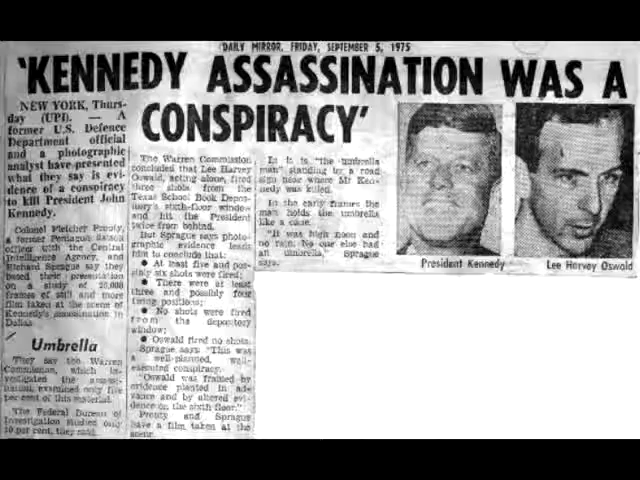 DAILY MIRROR, FRIDAY, SEPTEMBER 5, 1975
'KENNEDY ASSASSINATION WAS A
CONSPIRACY'
NEW YORK, Thurs-
day (UPI). — A
former U.S. Defence
Department official
and a photographic
analyst have presented
what they say is evi-
dence of a conspiracy
to kill President John
Kennedy.
Colonel Fletcher Prouty,
a former Pentagon liaison
officer with the Central
Intelligence Agency, and
Richard Sprague say they
based their presentation
on a study of 25,000
frames of still and more
film taken at the scene of
Kennedy's assassination in
Dallas.
Umbrella
They say the Warren
Commission, which in-
vestigated the assassi-
nation, examined only five
per cent of this material.
The Federal Bureau of
Investigation studied only
10 per cent, they said.
The Warren Commission
concluded that Lee Harvey
Oswald, acting alone, fired
three shots from the
Texas School Book Depos-
itory's sixth-floor window
and hit the President
twice from behind.
But Sprague says photo-
graphic evidence leads
him to conclude that:
● At least five and pos-
sibly six shots were fired;
● There were at least
three and possibly four
firing positions;
● No shots were fired
from the depository
window;
● Oswald fired no shots.
Sprague says: "This was
a well-planned, well-
executed conspiracy.
"Oswald was framed by
evidence planted in ad-
vance and by altered evi-
dence on the sixth floor."
Prouty and Sprague
have a film taken at the
scene.
In it is "the umbrella
man" standing by a road
sign near where Mr Ken-
nedy was killed.
In the early frames the
man holds the umbrella
like a cane.
"It was high noon and
no rain. No one else had
an umbrella, Sprague
says.
President Kennedy
Lee Harvey Oswald